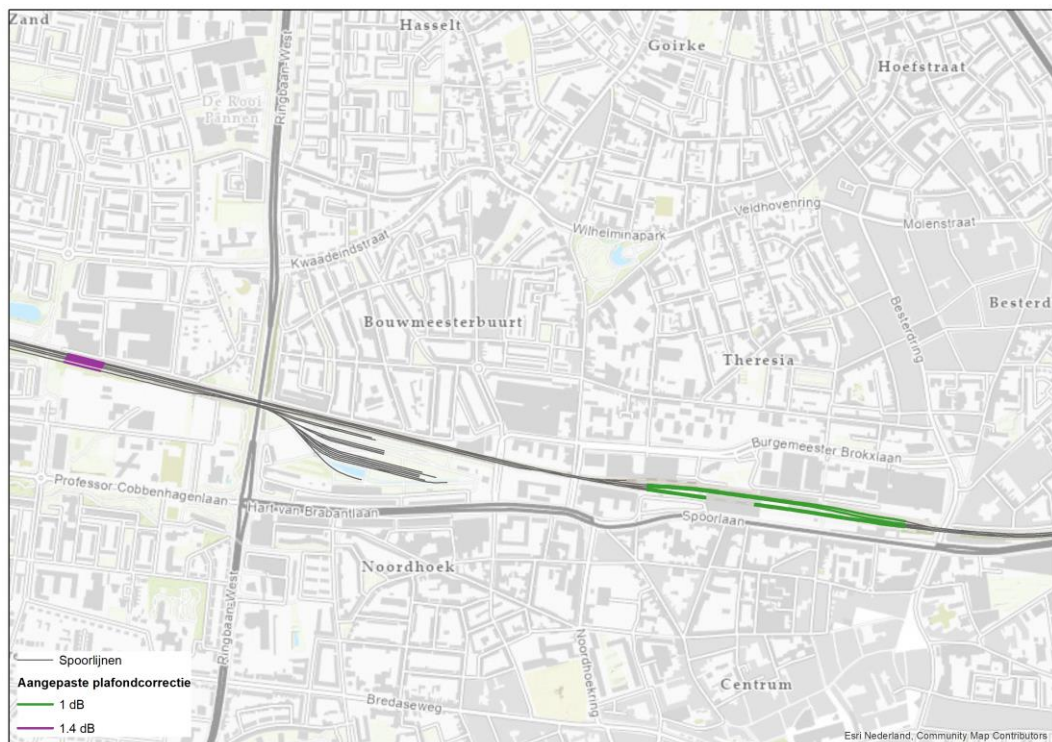 Zand
Hasselt
Goirke
Hoefstraat
Ringbaan-West
De Rooi
Pannen
Veldhovenring
Molenstraat
Wilhelminapark
Kwaadeindstraat
Besterdring
Besterd
Bouwmeesterbuurt
Theresia
Burgemeester Brokxlaan
Professor Cobbenhagenlaan
Hart van Brabantlaan
Spoorlaan
Noordhoek
Ringbaan-West
Noordhoekring
Centrum
Bredaseweg
Spoorlijnen
Aangepaste plafondcorrectie
1 dB
1.4 dB
Esri Nederland, Community Map Contributors